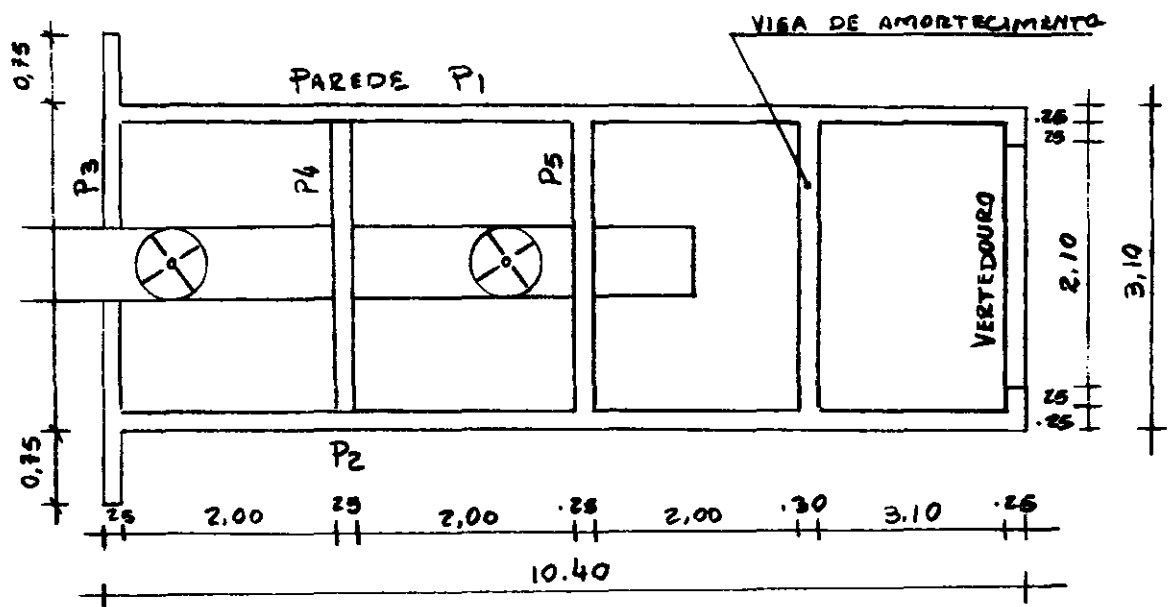 VIGA DE AMORTECIMENTO
0,75
PAREDE P1
.25
25
P3
P4
P5
VERTEDOURO
2,10
3,10
25
.25
0,75
P2
25 2,00 25 2,00 .25 2,00 .30 3.10 .25
10.40